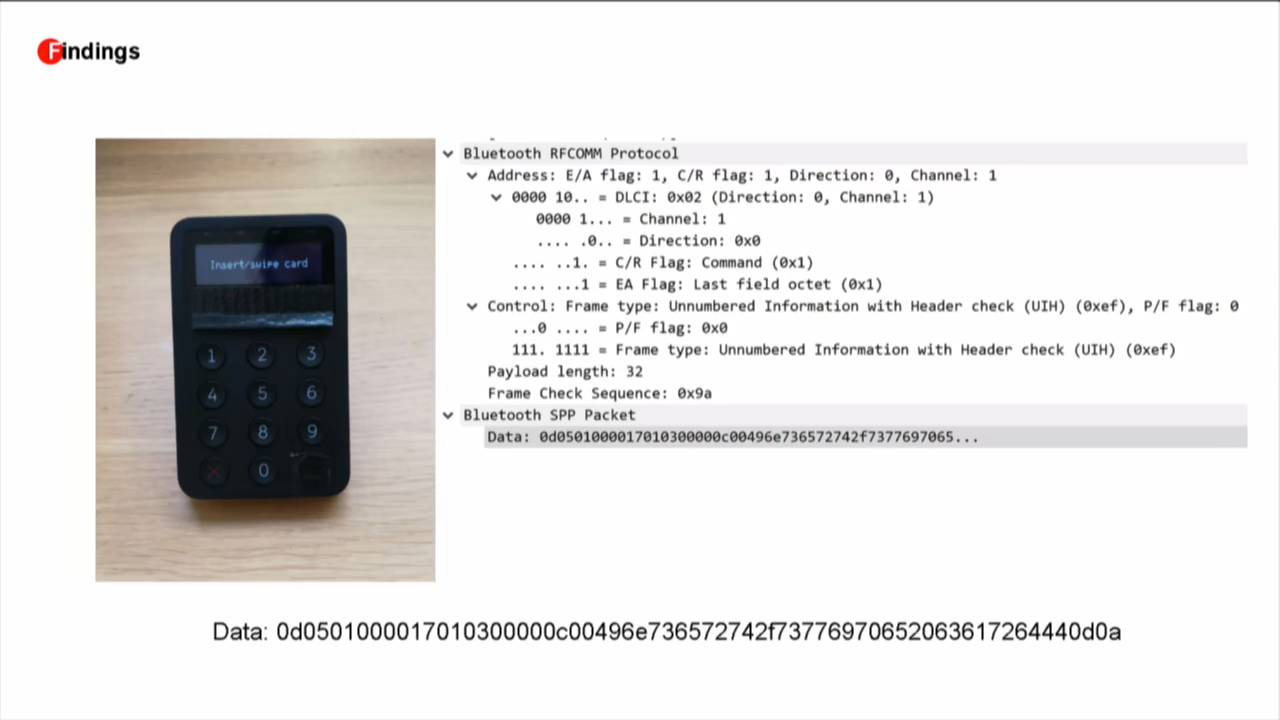 Findings
Insert/swipe card
1 2 3
4 5 6
7 8 9
0
Bluetooth RFCOMM Protocol
Address: E/A flag: 1, C/R flag: 1, Direction: 0, Channel: 1
0000 10.. = DLCI: 0x02 (Direction: 0, Channel: 1)
0000 1... = Channel: 1
.... .0.. = Direction: 0x0
.... ..1. = C/R Flag: Command (0x1)
.... ...1 = EA Flag: Last field octet (0x1)
Control: Frame type: Unnumbered Information with Header check (UIH) (0xef), P/F flag: 0
...0 .... = P/F flag: 0x0
111. 1111 = Frame type: Unnumbered Information with Header check (UIH) (0xef)
Payload length: 32
Frame Check Sequence: 0x9a
Bluetooth SPP Packet
Data: 0d0501000017010300000c00496e736572742f7377697065...
Data: 0d0501000017010300000c00496e736572742f73776970652063617264440d0a